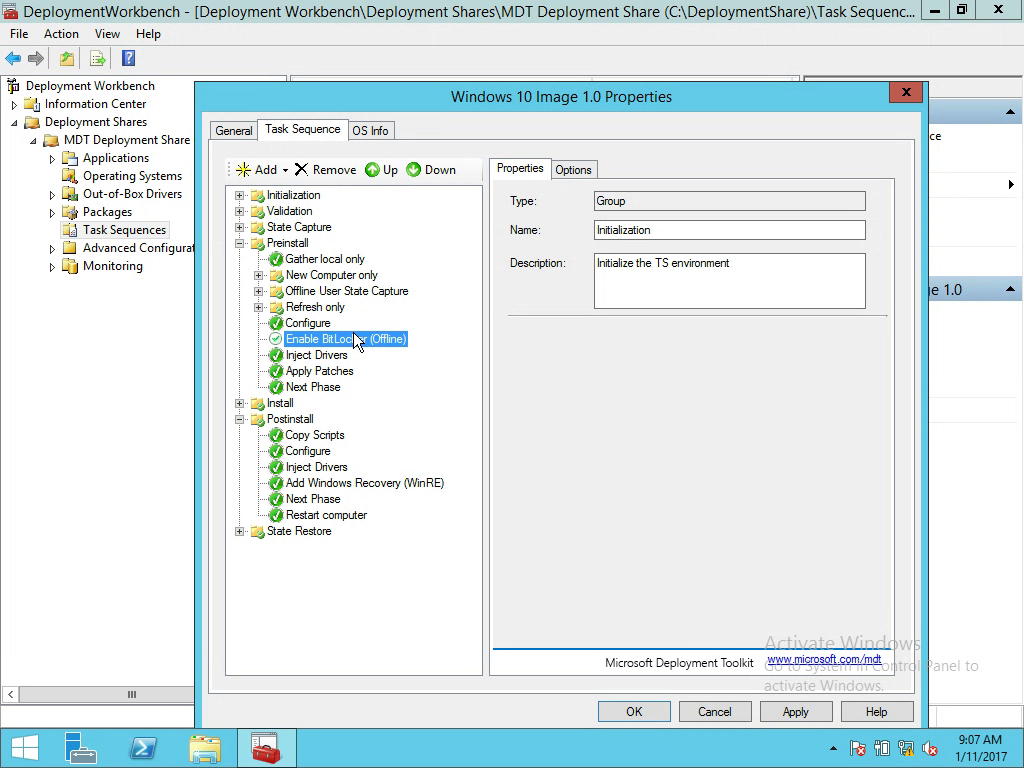 DeploymentWorkbench - [Deployment Workbench\Deployment Shares\MDT Deployment Share (C:\DeploymentShare)\Task Sequenc...
File Action View Help
Deployment Workbench
Information Center
Deployment Shares
MDT Deployment Share
Applications
Operating Systems
Out-of-Box Drivers
Packages
Task Sequences
Advanced Configurat
Monitoring
Windows 10 Image 1.0 Properties
General Task Sequence OS Info
Add Remove Up Down
Initialization
Validation
State Capture
Preinstall
Gather local only
New Computer only
Offline User State Capture
Refresh only
Configure
Enable BitLocker (Offline)
Inject Drivers
Apply Patches
Next Phase
Install
Postinstall
Copy Scripts
Configure
Inject Drivers
Add Windows Recovery (WinRE)
Next Phase
Restart computer
State Restore
Properties Options
Type: Group
Name: Initialization
Description: Initialize the TS environment
Microsoft Deployment Toolkit www.microsoft.com/mdt
OK Cancel Apply Help
ce
ge 1.0
Activate Windows
Go to System in Control Panel to
activate Windows.
9:07 AM
1/11/2017